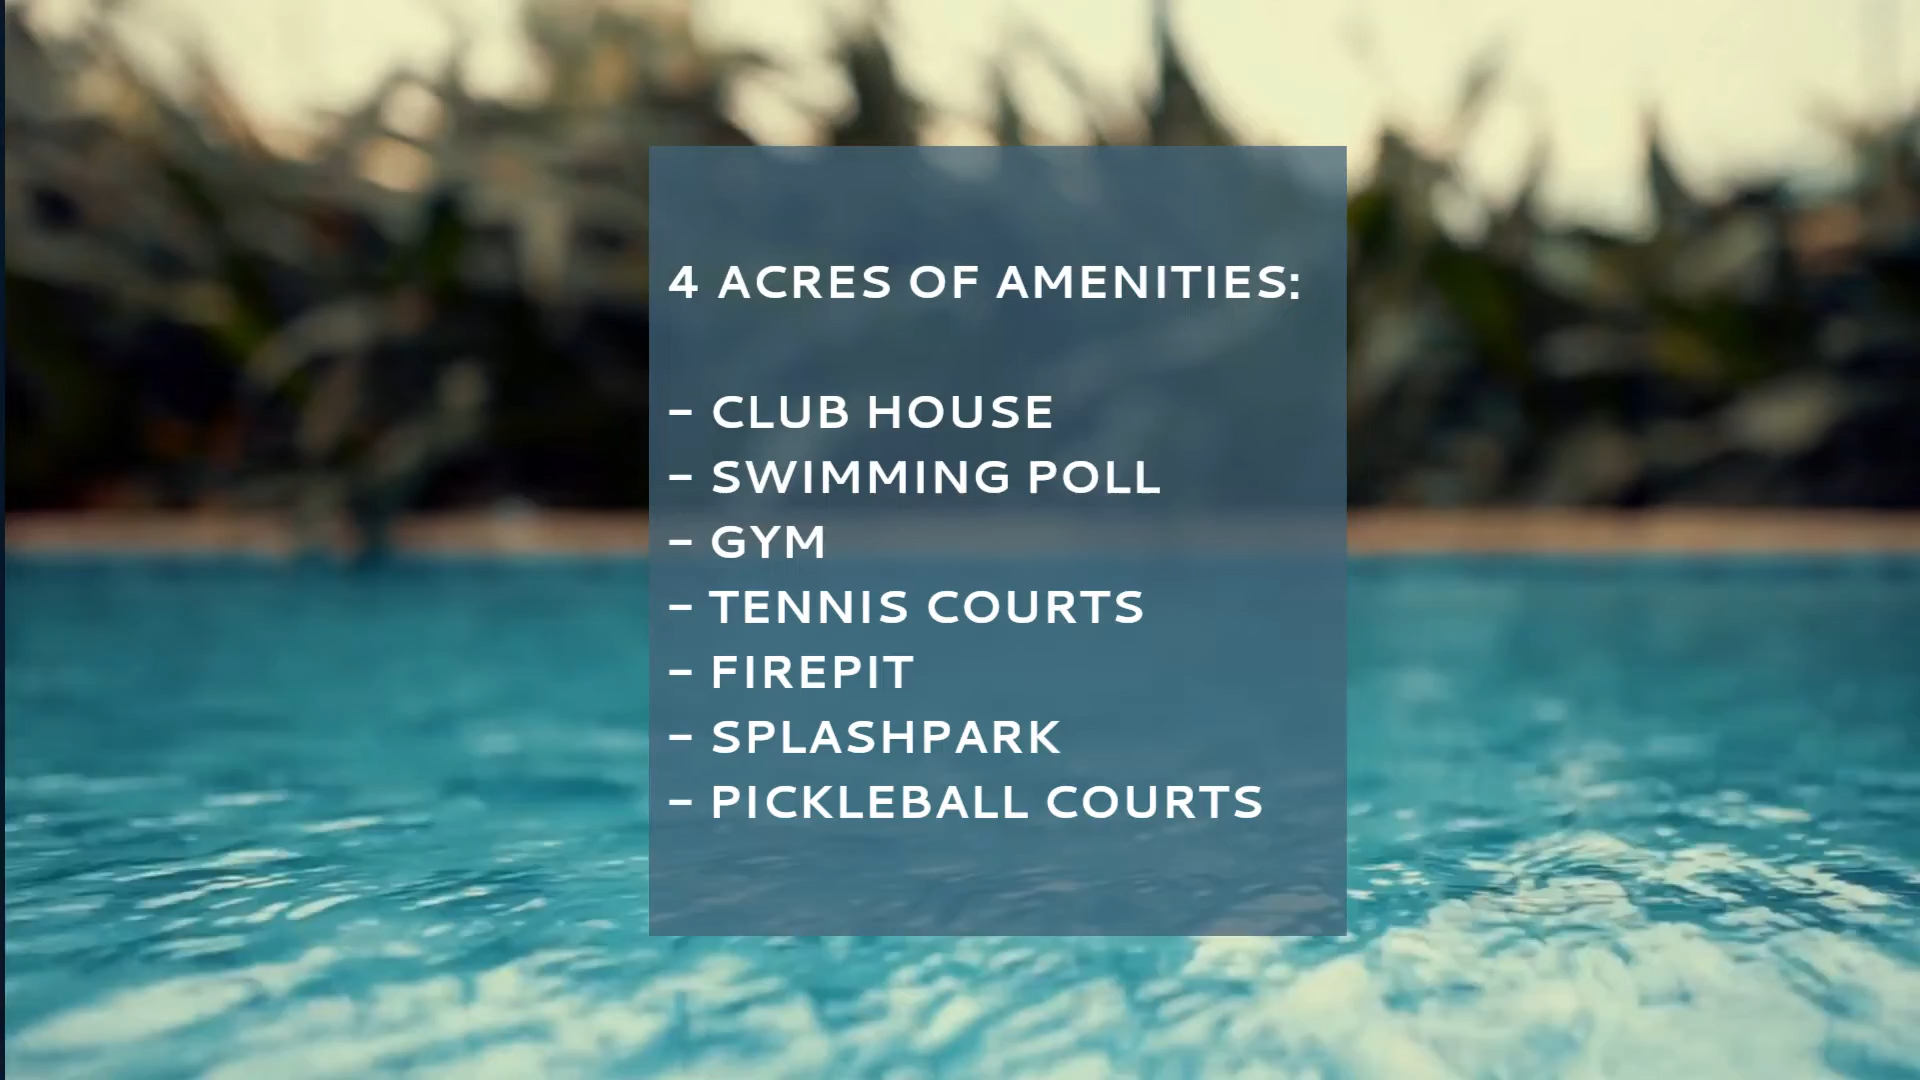 4 ACRES OF AMENITIES:
- CLUB HOUSE
- SWIMMING POLL
- GYM
- TENNIS COURTS
- FIREPIT
- SPLASHPARK
- PICKLEBALL COURTS